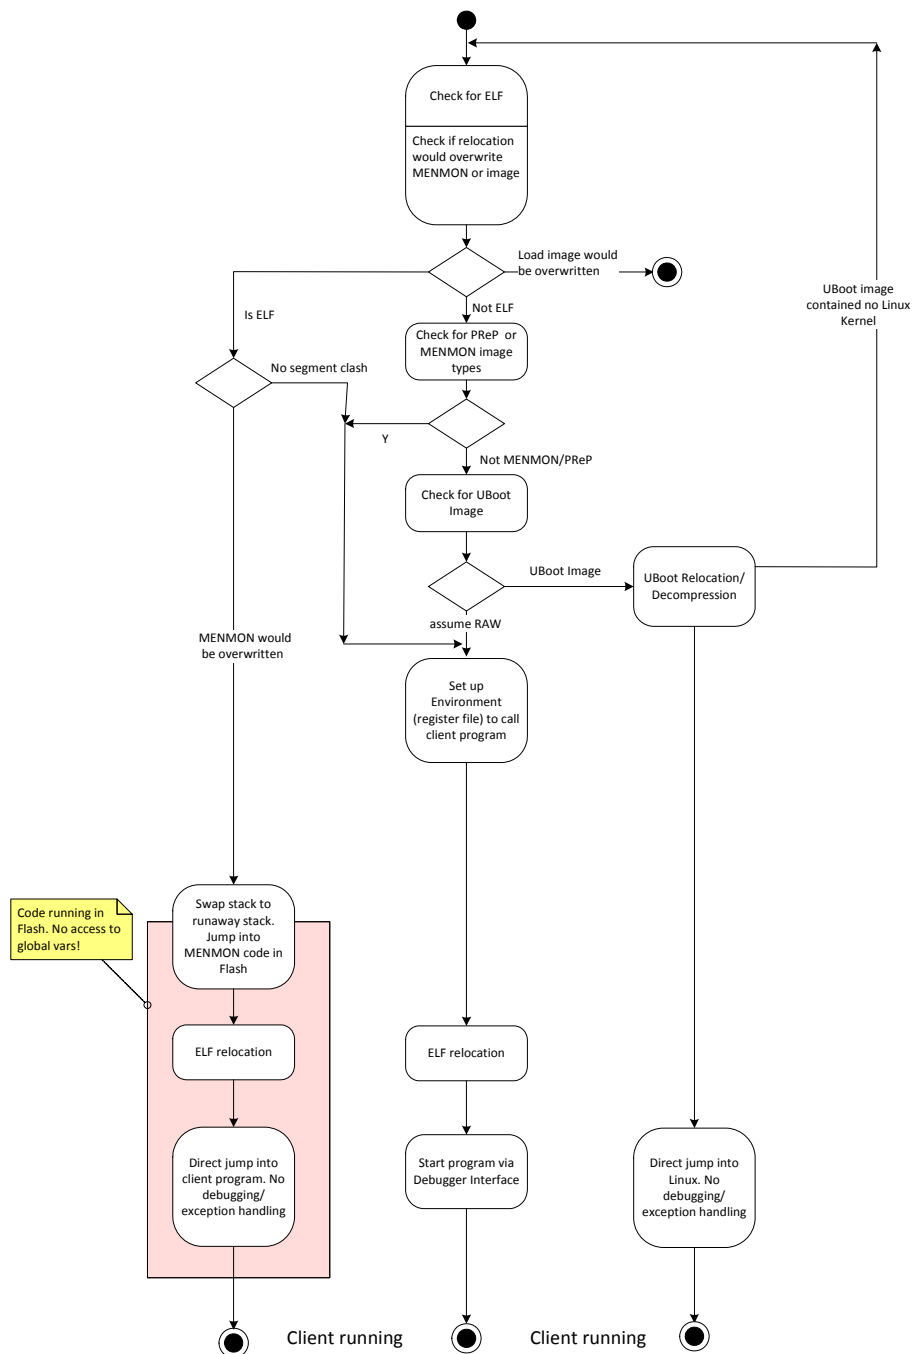 Check for ELF
Check if relocation
would overwrite
MENMON or image
Load image would
be overwritten
UBoot image
contained no Linux
Kernel
Is ELF
Not ELF
Check for PReP or
MENMON image
types
No segment clash
Y
Not MENMON/PReP
Check for UBoot
Image
UBoot Image
UBoot Relocation/
Decompression
assume RAW
MENMON would
be overwritten
Set up
Environment
(register file) to call
client program
Code running in
Flash. No access to
global vars!
Swap stack to
runaway stack.
Jump into
MENMON code in
Flash
ELF relocation
ELF relocation
Direct jump into
client program. No
debugging/
exception handling
Start program via
Debugger Interface
Direct jump into
Linux. No
debugging/
exception handling
Client running
Client running